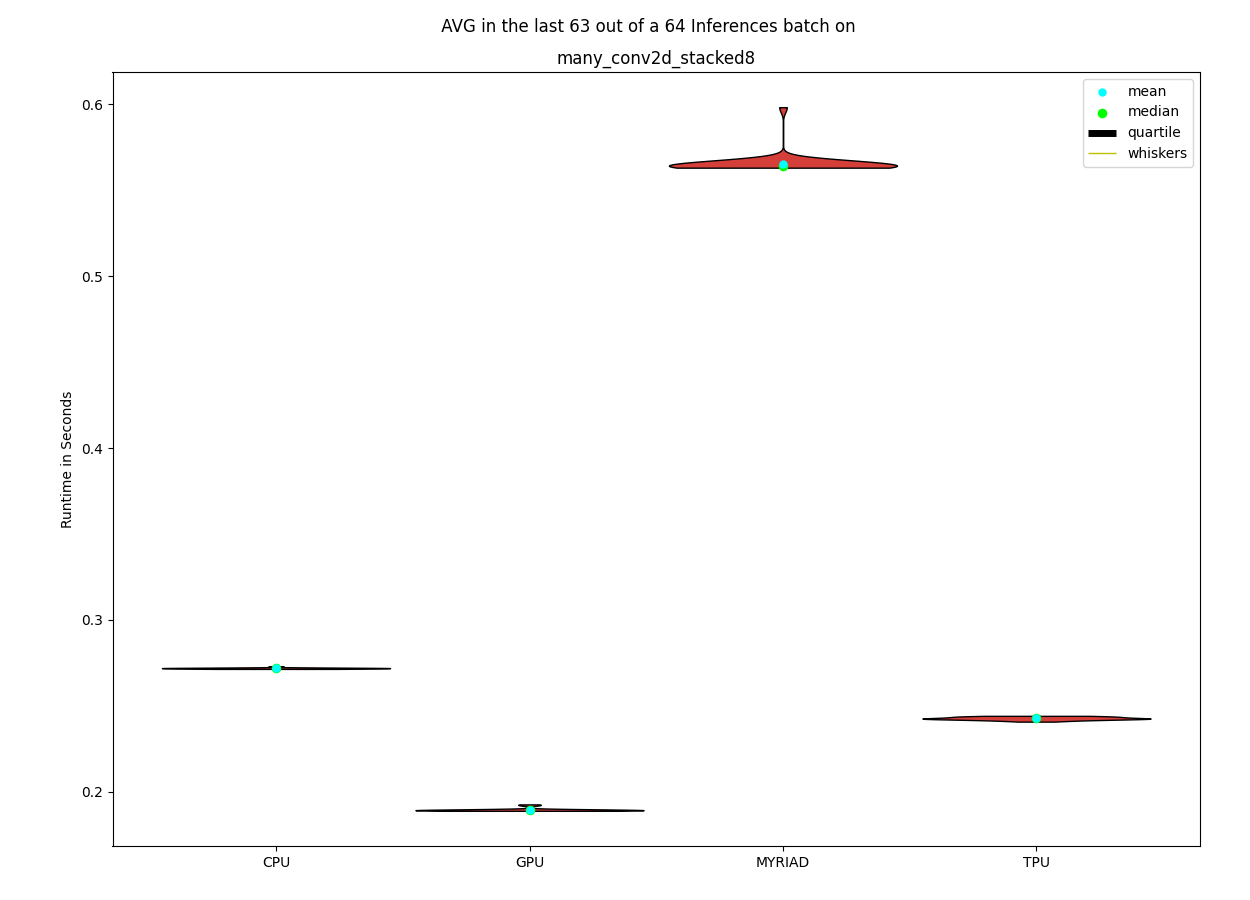 AVG in the last 63 out of a 64 Inferences batch on
many_conv2d_stacked8
mean
median
quartile
whiskers
Runtime in Seconds
0.6
0.5
0.4
0.3
0.2
CPU GPU MYRIAD TPU